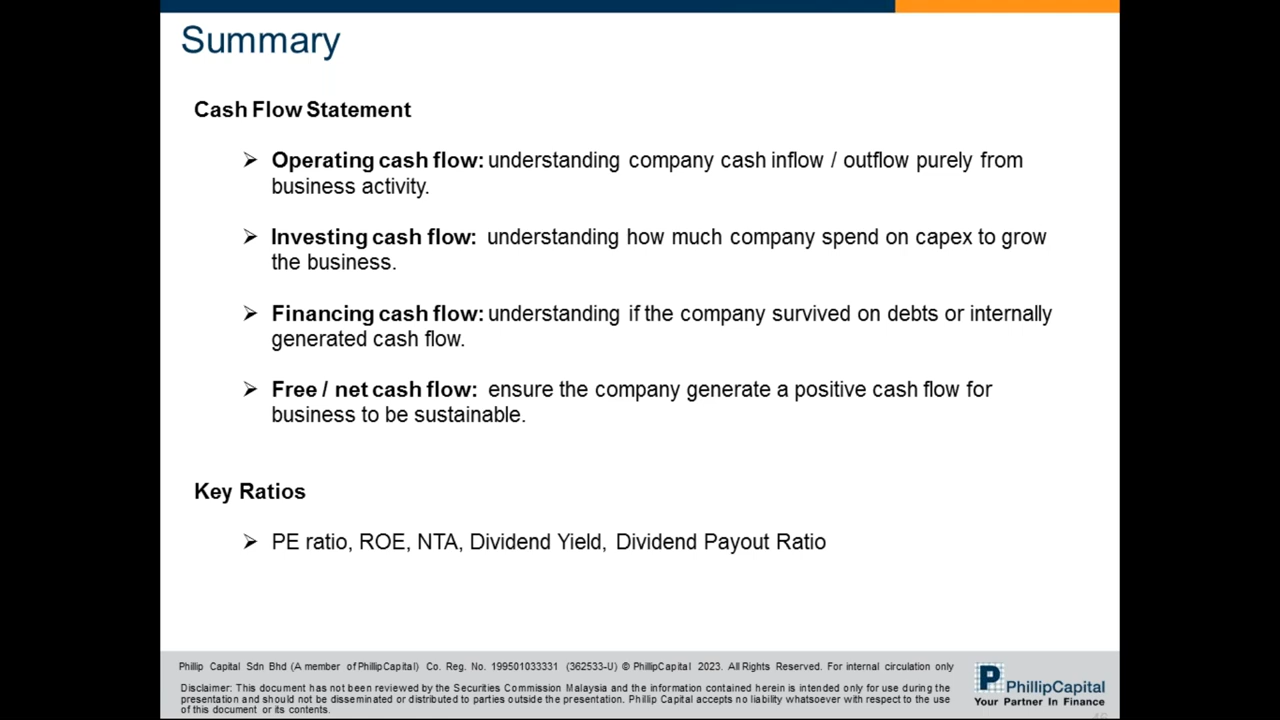 Summary
Cash Flow Statement
➢ Operating cash flow: understanding company cash inflow / outflow purely from
business activity.
➢ Investing cash flow: understanding how much company spend on capex to grow
the business.
➢ Financing cash flow: understanding if the company survived on debts or internally
generated cash flow.
➢ Free / net cash flow: ensure the company generate a positive cash flow for
business to be sustainable.
Key Ratios
➢ PE ratio, ROE, NTA, Dividend Yield, Dividend Payout Ratio
Phillip Capital Sdn Bhd (A member of PhillipCapital) Co. Reg. No. 199501033331 (362533-U) © PhillipCapital 2023. All Rights Reserved. For internal circulation only
Disclaimer: This document has not been reviewed by the Securities Commission Malaysia and the information contained herein is intended only for use during the
presentation and should not be disseminated or distributed to parties outside the presentation. Phillip Capital accepts no liability whatsoever with respect to the use
of this document or its contents.
PhillipCapital
Your Partner In Finance